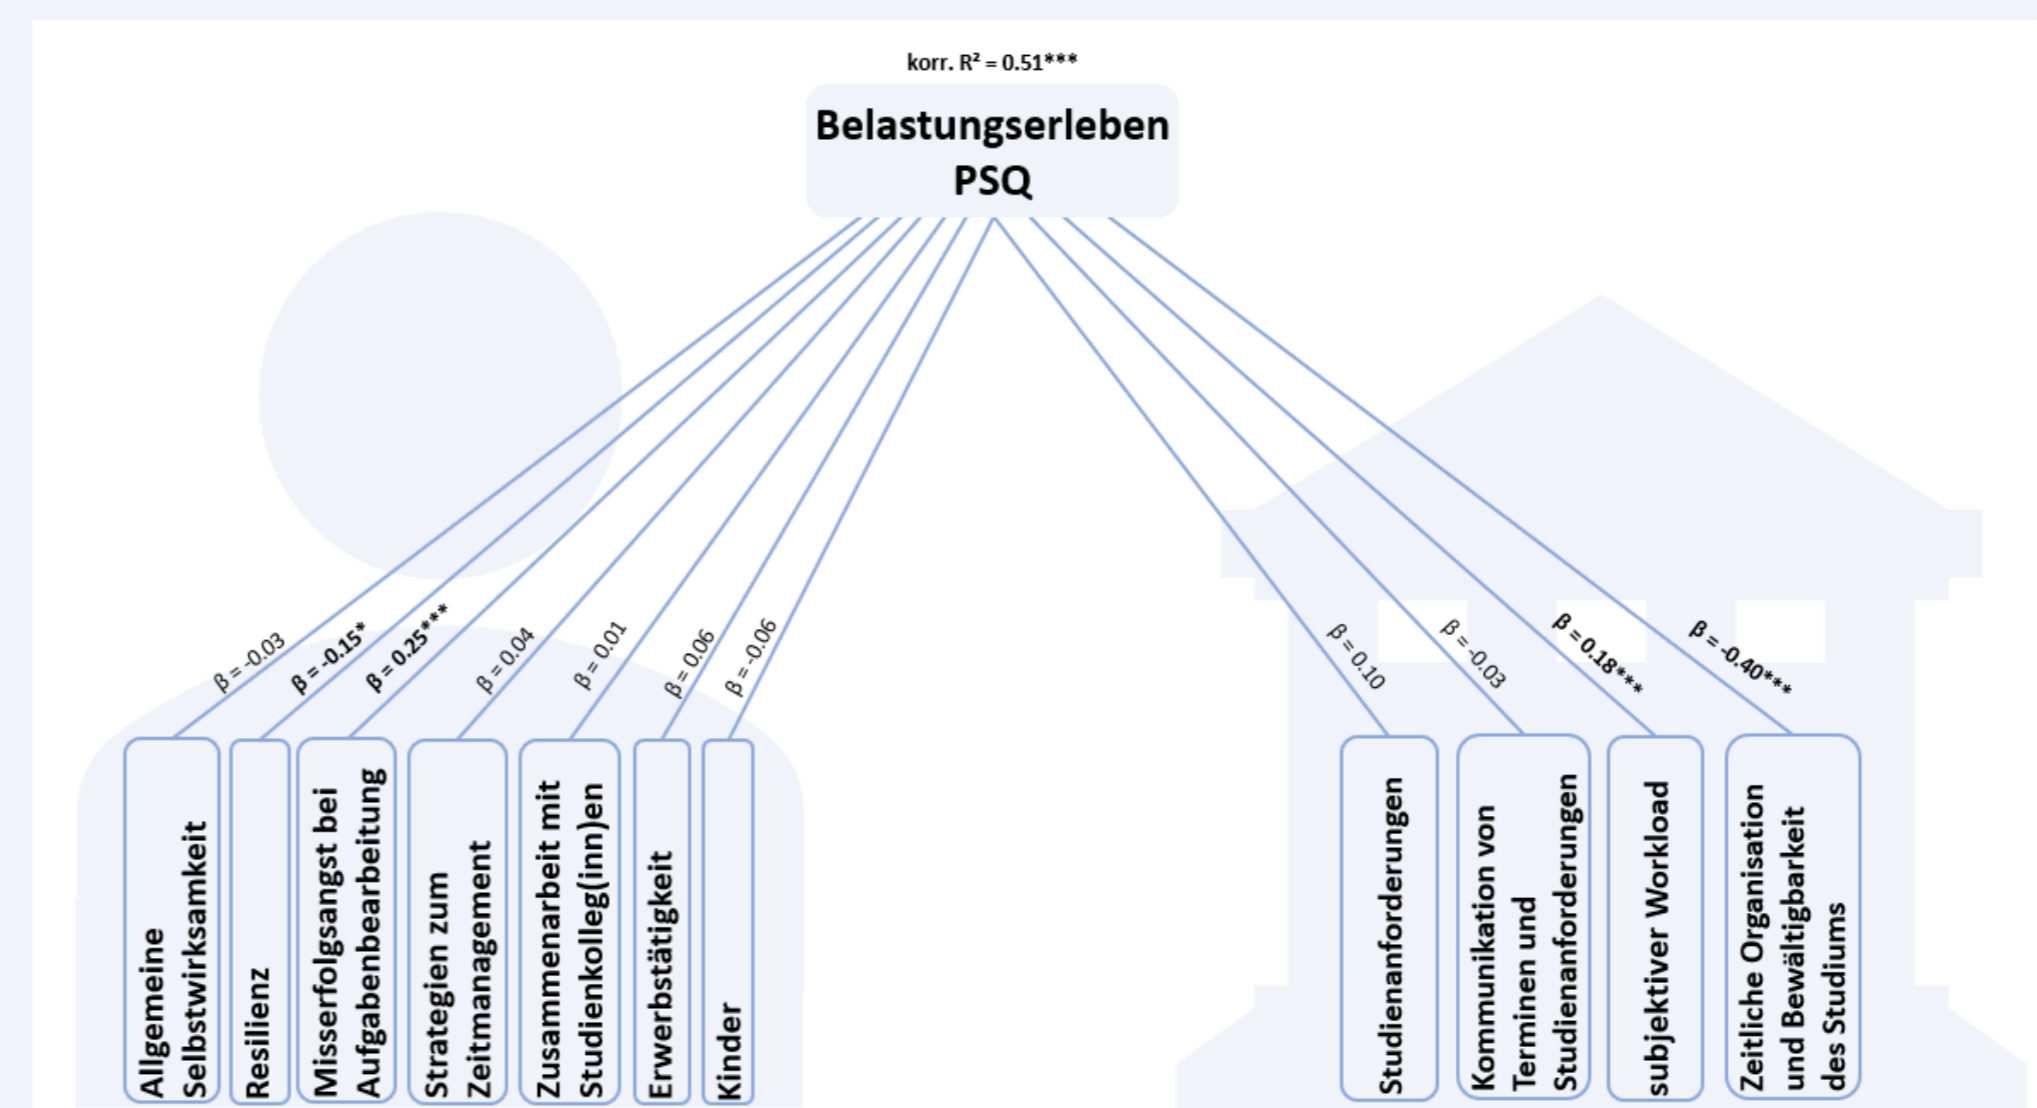 korr. R² = 0.51***
Belastungserleben
PSQ
β = -0.03
β = -0.15*
β = 0.25***
β = 0.04
β = 0.01
β = 0.06
β = -0.06
β = 0.10
β = -0.03
β = 0.18***
β = -0.40***
Allgemeine
Selbstwirksamkeit
Resilienz
Misserfolgsangst bei
Aufgabenbearbeitung
Strategien zum
Zeitmanagement
Zusammenarbeit mit
Studienkolleg(inn)en
Erwerbstätigkeit
Kinder
Studienanforderungen
Kommunikation von
Terminen und
Studienanforderungen
subjektiver Workload
Zeitliche Organisation
und Bewältigbarkeit
des Studiums